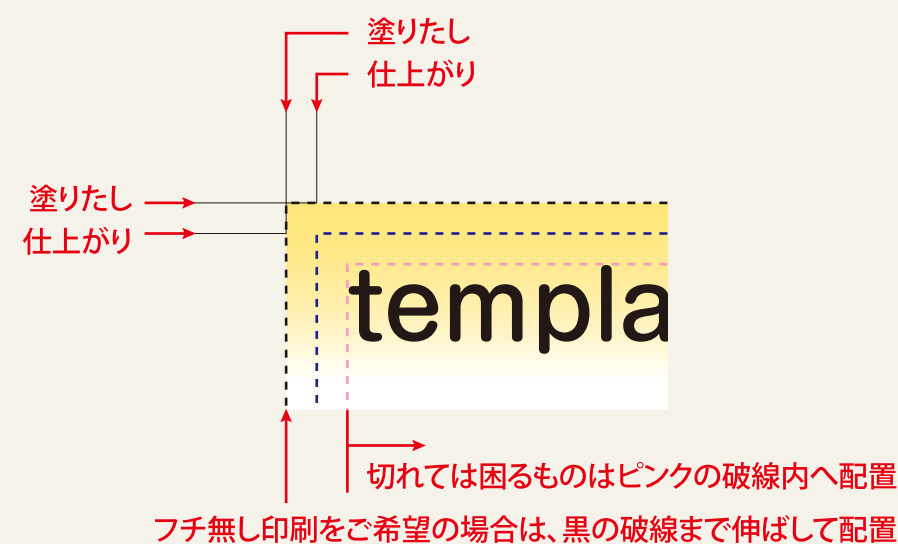 塗りたし
仕上がり
塗りたし
仕上がり
templa
切れては困るものはピンクの破線内へ配置
フチ無し印刷をご希望の場合は、黒の破線まで伸ばして配置